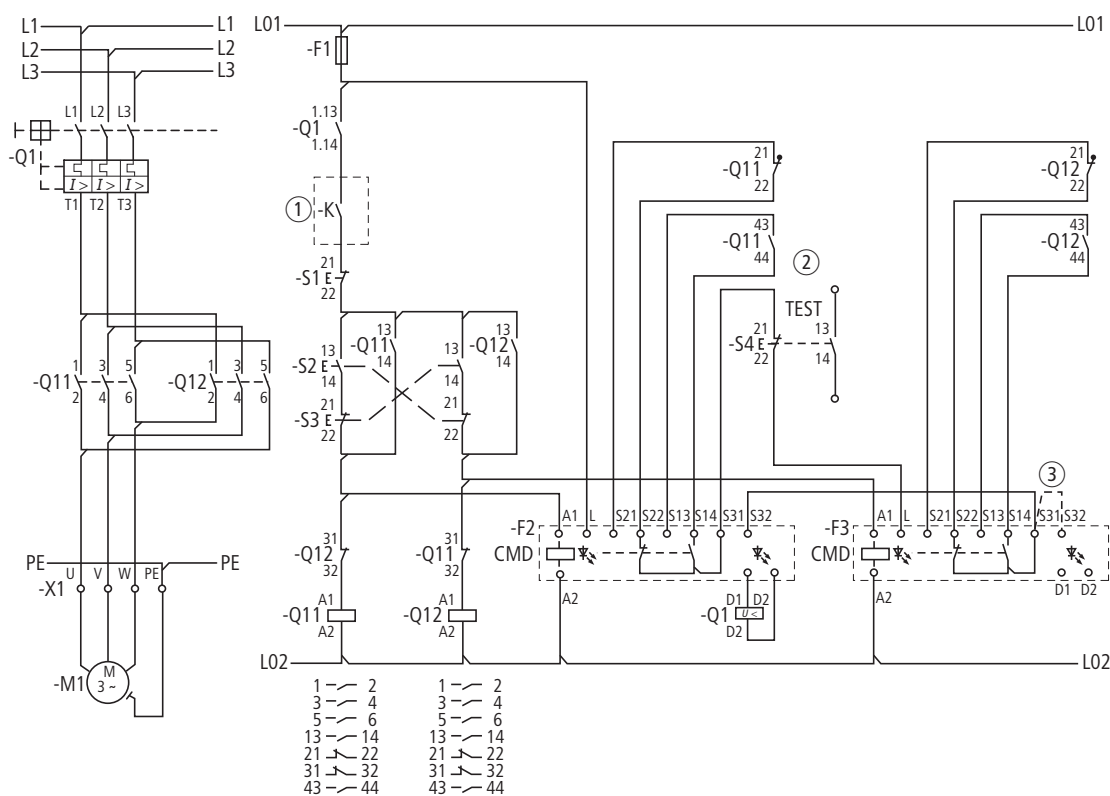 L1 L1
L2 L2
L3 L3
L01 L01
-F1
L1 L2 L3
-Q1
I> I> I>
T1 T2 T3
1.13
-Q1
1.14
① -K
21
-S1 E
22
13
-S2 E
14
21
-S3 E
22
13
-Q11
14
13
14
21
22
13
-Q12
14
21
-Q11
22
43
-Q11
44
②
TEST
21
-S4 E
22
13
14
21
-Q12
22
43
-Q12
44
1 3 5
-Q11
2 4 6
1 3 5
-Q12
2 4 6
③
-F2 A1 L S21 S22 S13 S14 S31 S32
CMD
A2
D1 D2
-Q1 U<
D2
-F3 A1 L S21 S22 S13 S14 S31 S32
CMD
A2
D1 D2
31
-Q12
32
31
-Q11
32
A1
-Q11
A2
A1
-Q12
A2
PE PE
U V W PE
-X1
-M1
M
3 ~
L02 L02
1 2 1 2
3 4 3 4
5 6 5 6
13 14 13 14
21 22 21 22
31 32 31 32
43 44 43 44